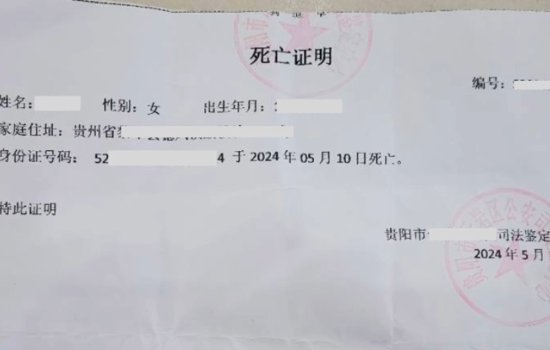 死亡证明
编号:
姓名: 性别: 女 出生年月:
家庭住址: 贵州省
身份证号码: 52 4 于 2024 年 05 月 10 日死亡。
特此证明
贵阳市 司法鉴定
2024 年 5 月